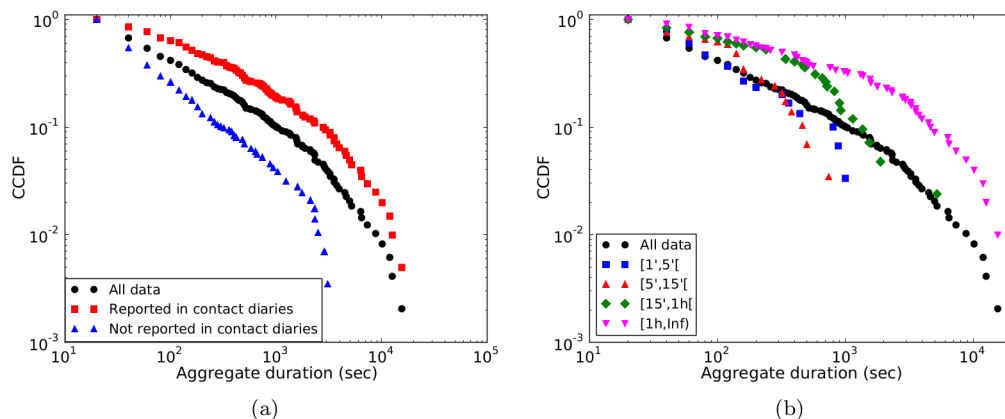 10^0
10^-1
10^-2
10^-3
CCDF
10^1
10^2
10^3
10^4
10^5
Aggregate duration (sec)
All data
Reported in contact diaries
Not reported in contact diaries
(a)
10^0
10^-1
10^-2
10^-3
CCDF
10^1
10^2
10^3
10^4
Aggregate duration (sec)
All data
[1',5'[
[5',15'[
[15',1h[
[1h,Inf)
(b)